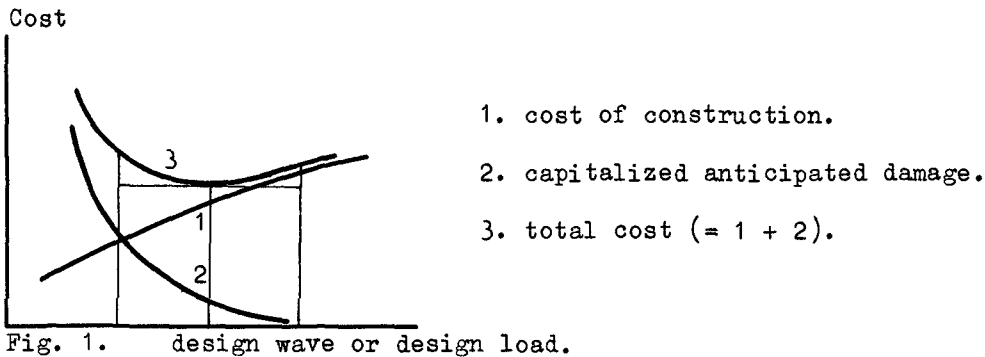 Cost
1. cost of construction.
2. capitalized anticipated damage.
3. total cost (= 1 + 2).
3
1
2
Fig. 1. design wave or design load.